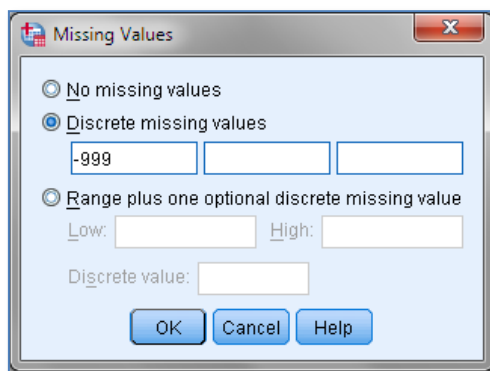 Missing Values
No missing values
Discrete missing values
-999
Range plus one optional discrete missing value
Low: High:
Discrete value:
OK Cancel Help